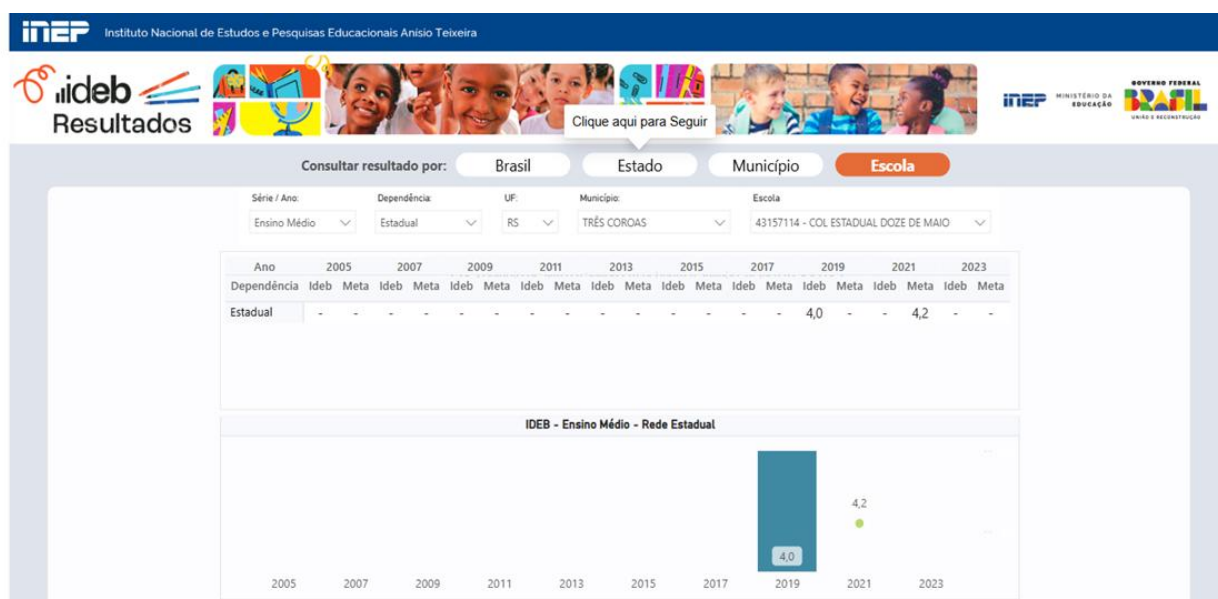 inep Instituto Nacional de Estudos e Pesquisas Educacionais Anísio Teixeira
ideb
Resultados
Clique aqui para Seguir
inep MINISTÉRIO DA EDUCAÇÃO
GOVERNO FEDERAL
BRASIL
UNIÃO E RECONSTRUÇÃO
Consultar resultado por: Brasil Estado Município Escola
Série / Ano: Dependência: UF: Município: Escola
Ensino Médio Estadual RS TRÊS COROAS 43157114 - COL ESTADUAL DOZE DE MAIO
Ano 2005 2007 2009 2011 2013 2015 2017 2019 2021 2023
Dependência Ideb Meta Ideb Meta Ideb Meta Ideb Meta Ideb Meta Ideb Meta Ideb Meta Ideb Meta Ideb Meta Ideb Meta
Estadual - - - - - - - - - - - - - - 4,0 - - 4,2 - -
IDEB - Ensino Médio - Rede Estadual
4,2
4,0
2005 2007 2009 2011 2013 2015 2017 2019 2021 2023